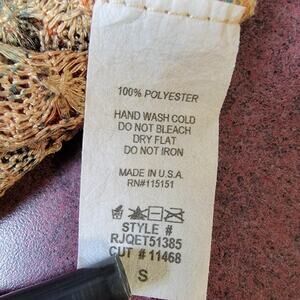 100% POLYESTER
HAND WASH COLD
DO NOT BLEACH
DRY FLAT
DO NOT IRON
MADE IN U.S.A.
RN#115151
STYLE #
RJQET51385
CUT # 11468
S